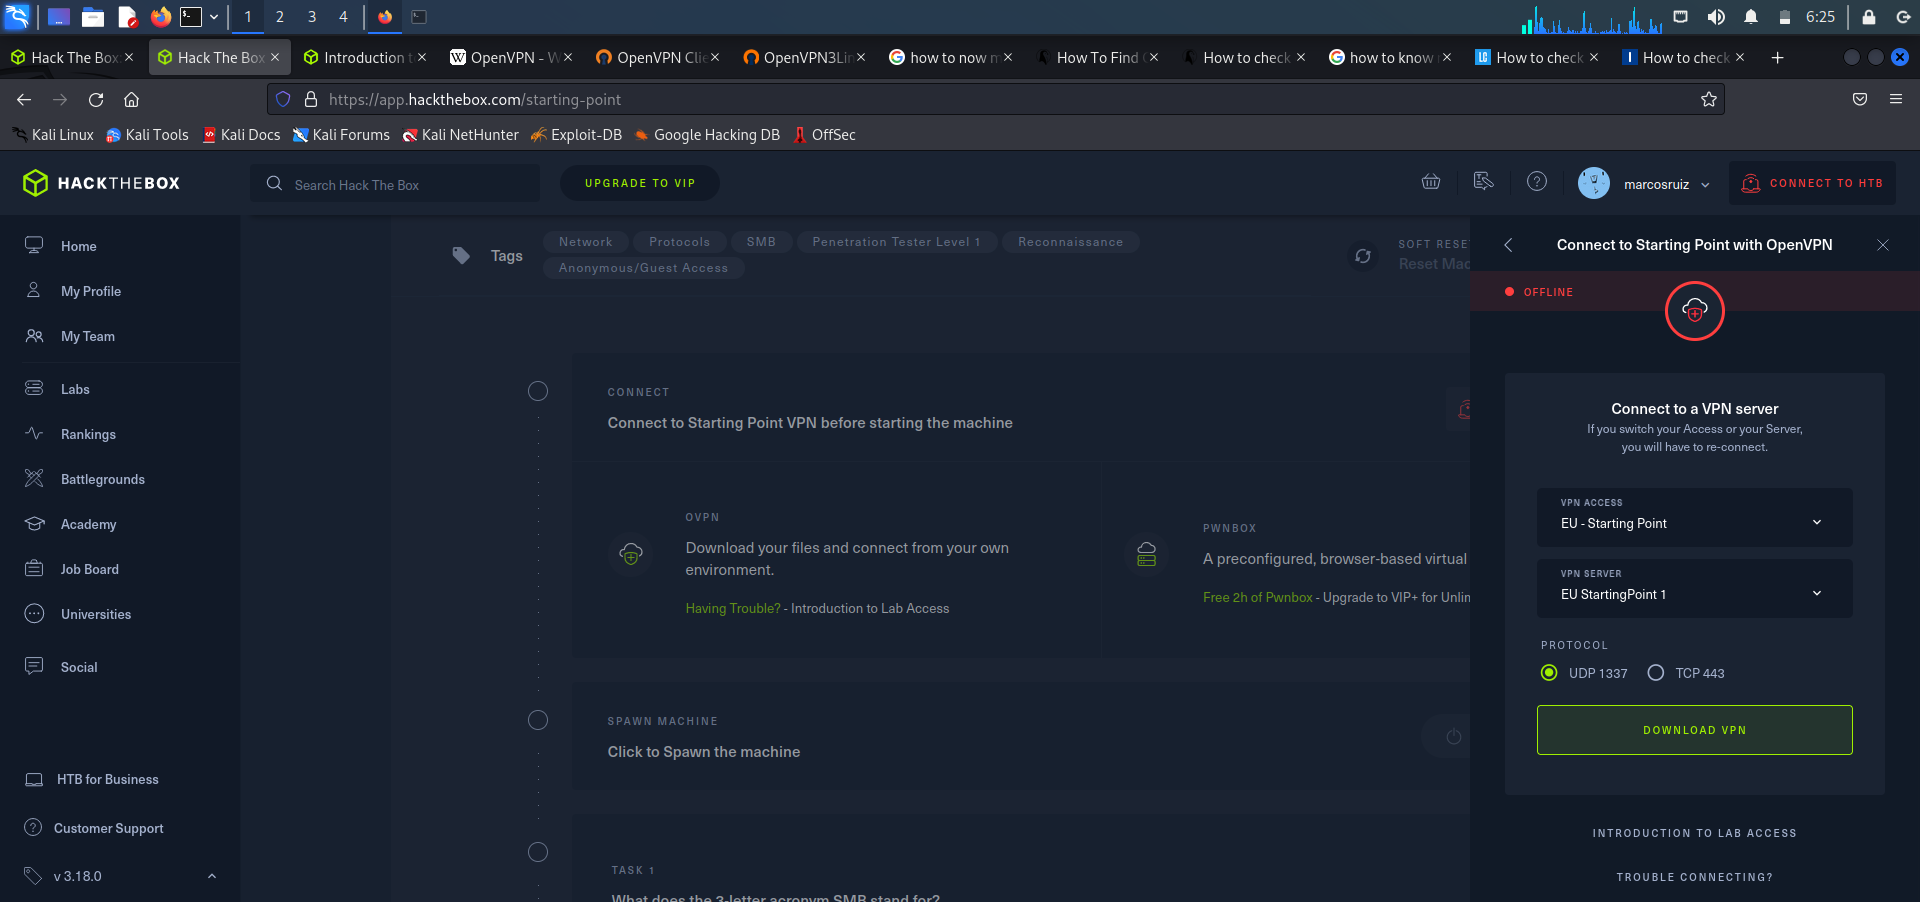 1 2 3 4 6:25
Hack The Box Hack The Box Introduction t OpenVPN - W OpenVPN Clie OpenVPN3Lin how to now m How To Find How to check how to know How to check How to check
https://app.hackthebox.com/starting-point
Kali Linux Kali Tools Kali Docs Kali Forums Kali NetHunter Exploit-DB Google Hacking DB OffSec
HACKTHEBOX
Search Hack The Box
UPGRADE TO VIP
marcosruiz
CONNECT TO HTB
Home
My Profile
My Team
Labs
Rankings
Battlegrounds
Academy
Job Board
Universities
Social
HTB for Business
Customer Support
v 3.18.0
Tags
Network Protocols SMB Penetration Tester Level 1 Reconnaissance
Anonymous/Guest Access
SOFT RESET
Reset Mac
CONNECT
Connect to Starting Point VPN before starting the machine
OVPN
Download your files and connect from your own
environment.
Having Trouble? - Introduction to Lab Access
PWNBOX
A preconfigured, browser-based virtual
Free 2h of Pwnbox - Upgrade to VIP+ for Unlim
SPAWN MACHINE
Click to Spawn the machine
TASK 1
What does the 3-letter acronym SMB stand for?
Connect to Starting Point with OpenVPN
OFFLINE
Connect to a VPN server
If you switch your Access or your Server,
you will have to re-connect.
VPN ACCESS
EU - Starting Point
VPN SERVER
EU StartingPoint 1
PROTOCOL
UDP 1337 TCP 443
DOWNLOAD VPN
INTRODUCTION TO LAB ACCESS
TROUBLE CONNECTING?